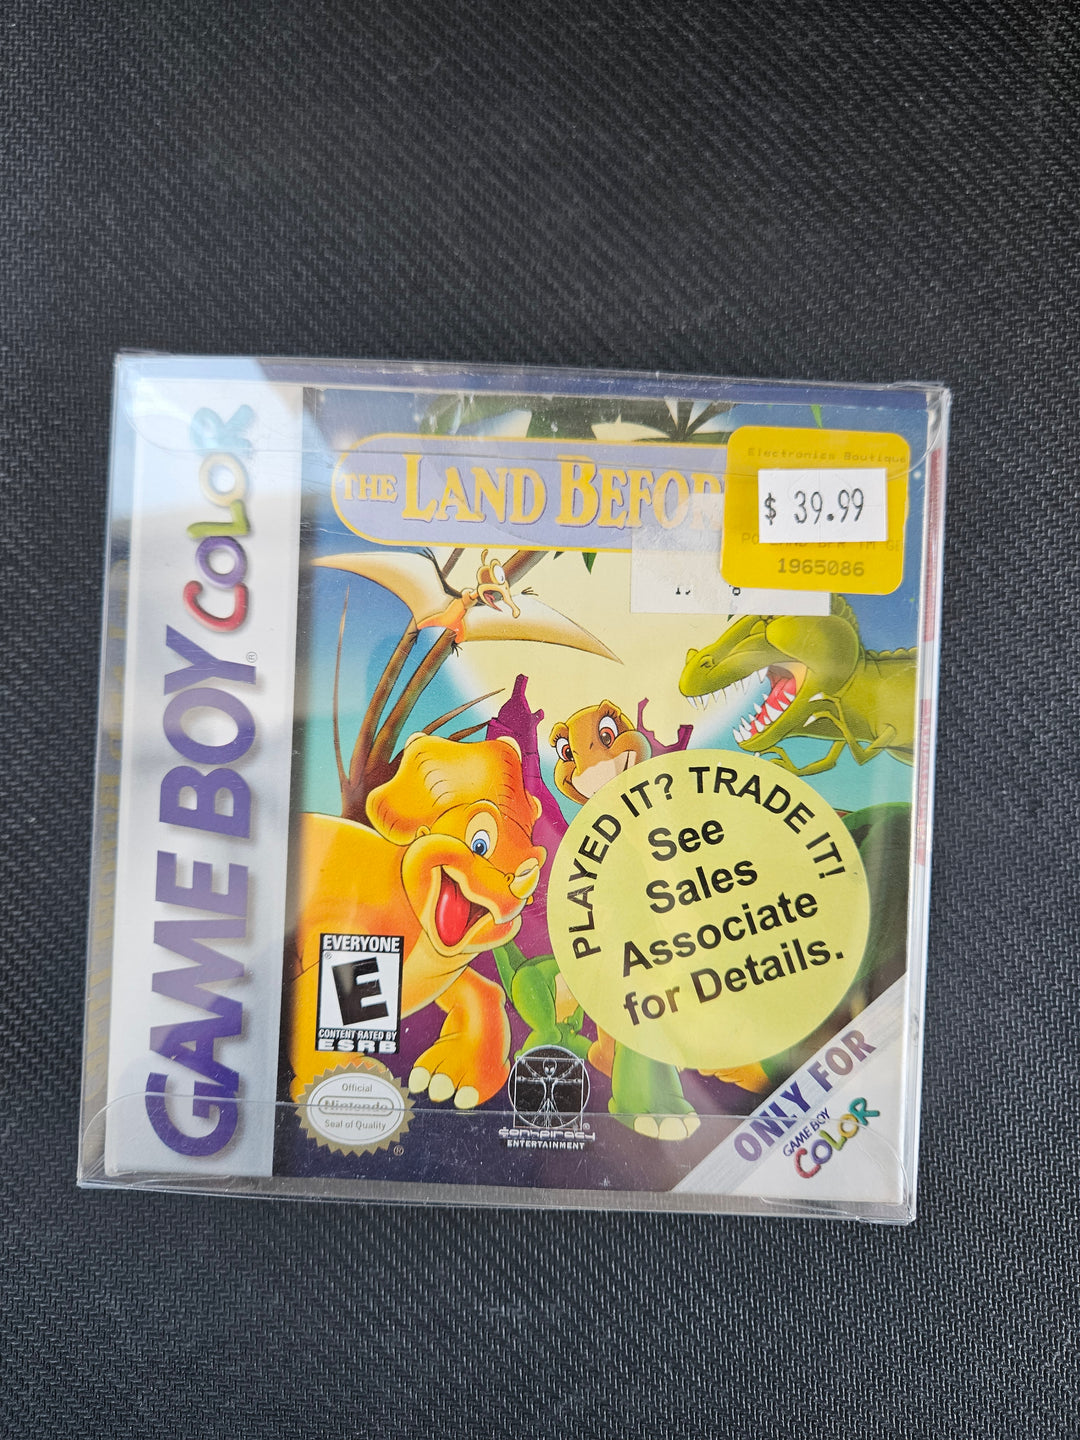 GAME BOY COLOR
THE LAND BEFOR
Electronics Boutique
$ 39.99
1965086
PLAYED IT? TRADE IT!
See
Sales
Associate
for Details.
EVERYONE
E
CONTENT RATED BY
ESRB
Official
Nintendo
Seal of Quality
Conspiracy
ENTERTAINMENT
ONLY FOR
GAME BOY
COLOR